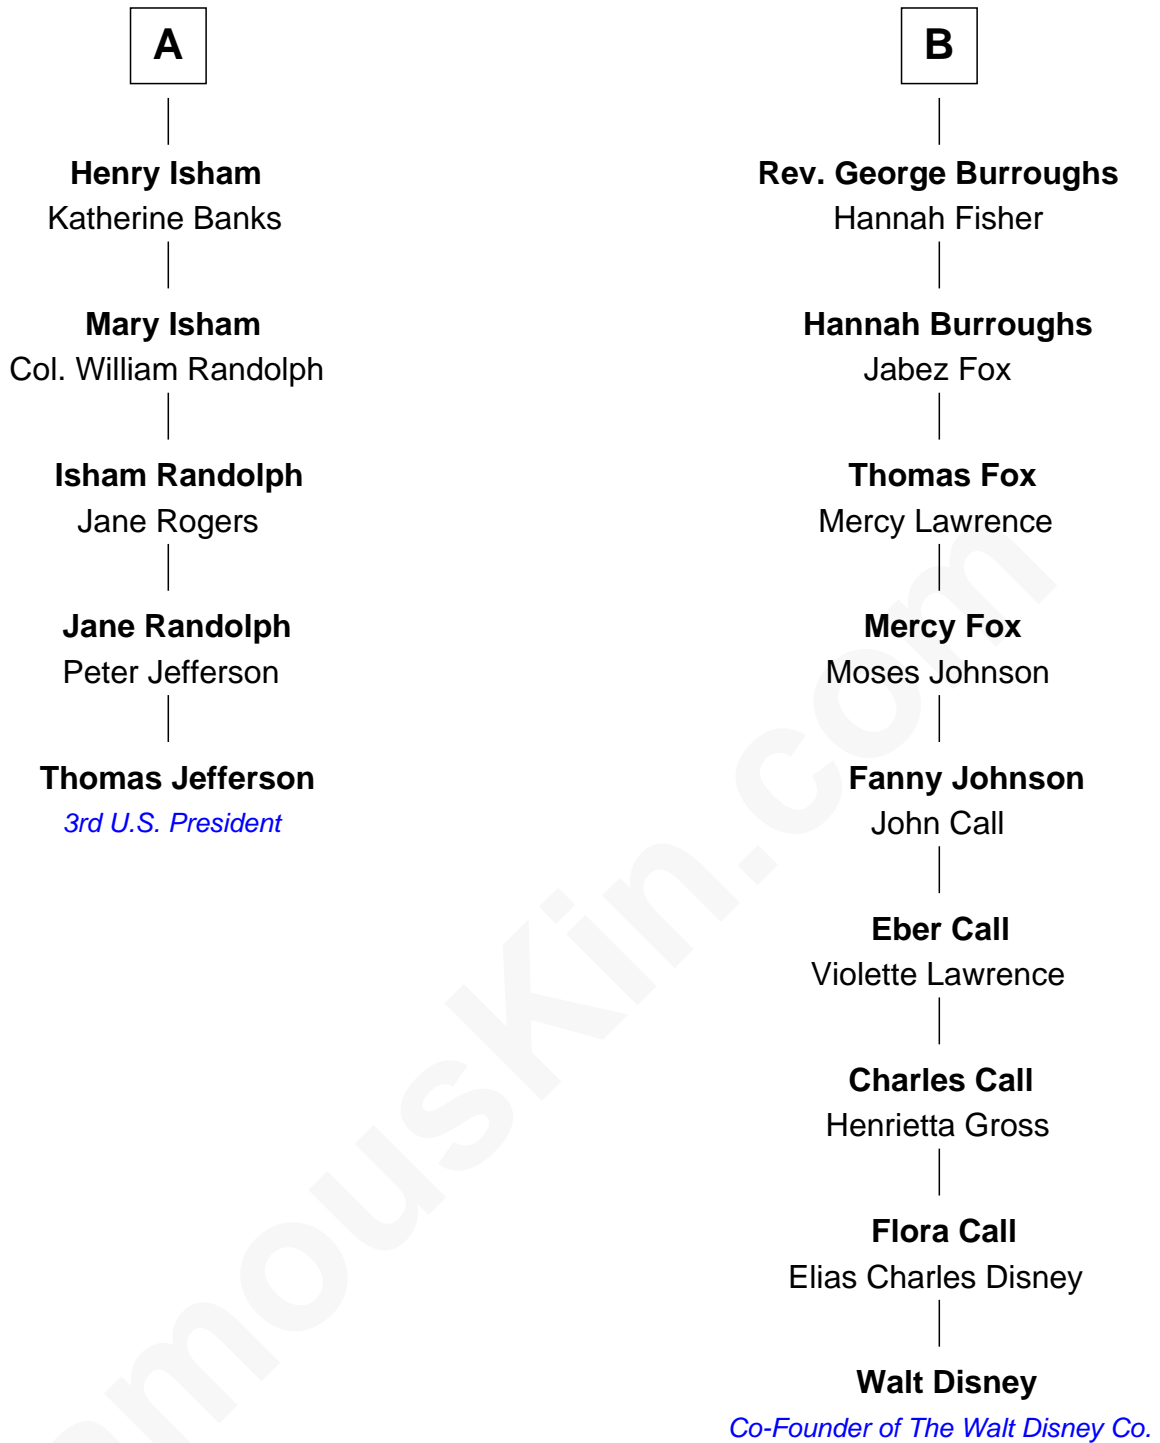 A
Henry Isham
Katherine Banks
Mary Isham
Col. William Randolph
Isham Randolph
Jane Rogers
Jane Randolph
Peter Jefferson
Thomas Jefferson
3rd U.S. President
B
Rev. George Burroughs
Hannah Fisher
Hannah Burroughs
Jabez Fox
Thomas Fox
Mercy Lawrence
Mercy Fox
Moses Johnson
Fanny Johnson
John Call
Eber Call
Violette Lawrence
Charles Call
Henrietta Gross
Flora Call
Elias Charles Disney
Walt Disney
Co-Founder of The Walt Disney Co.
amouskin.com